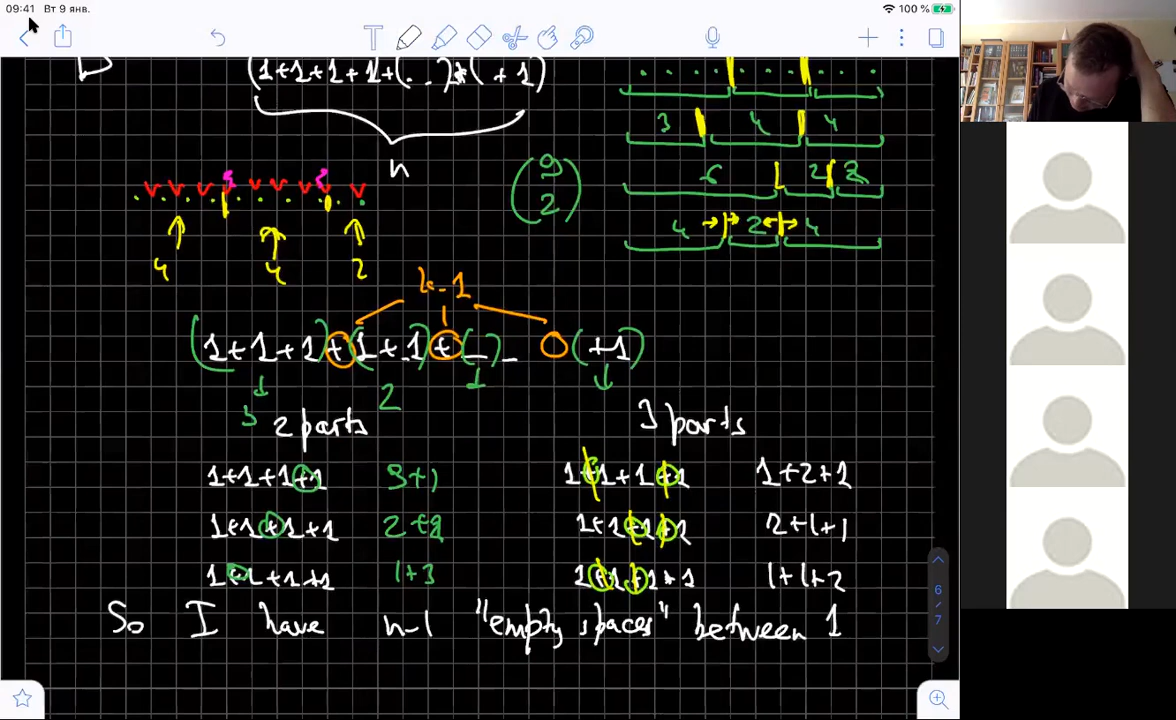 09:41 Вт 9 янв. 100 %
(1+1+1+1+(..)+(+1)
n
4 4 2
(9 2)
3 4 4
6 2 2
4 2 4
k-1
(1+1+1)+(1+1)+(_)_ (+1)
3 2 1
2 parts 3 parts
1+1+1+1 3+1 1+1+1+1 1+2+1
1+1+1+1 2+2 1+1+1+1 2+1+1
1+1+1+1 1+3 1+1+1+1 1+1+2
So I have n-1 "empty spaces" between 1
6 / 7